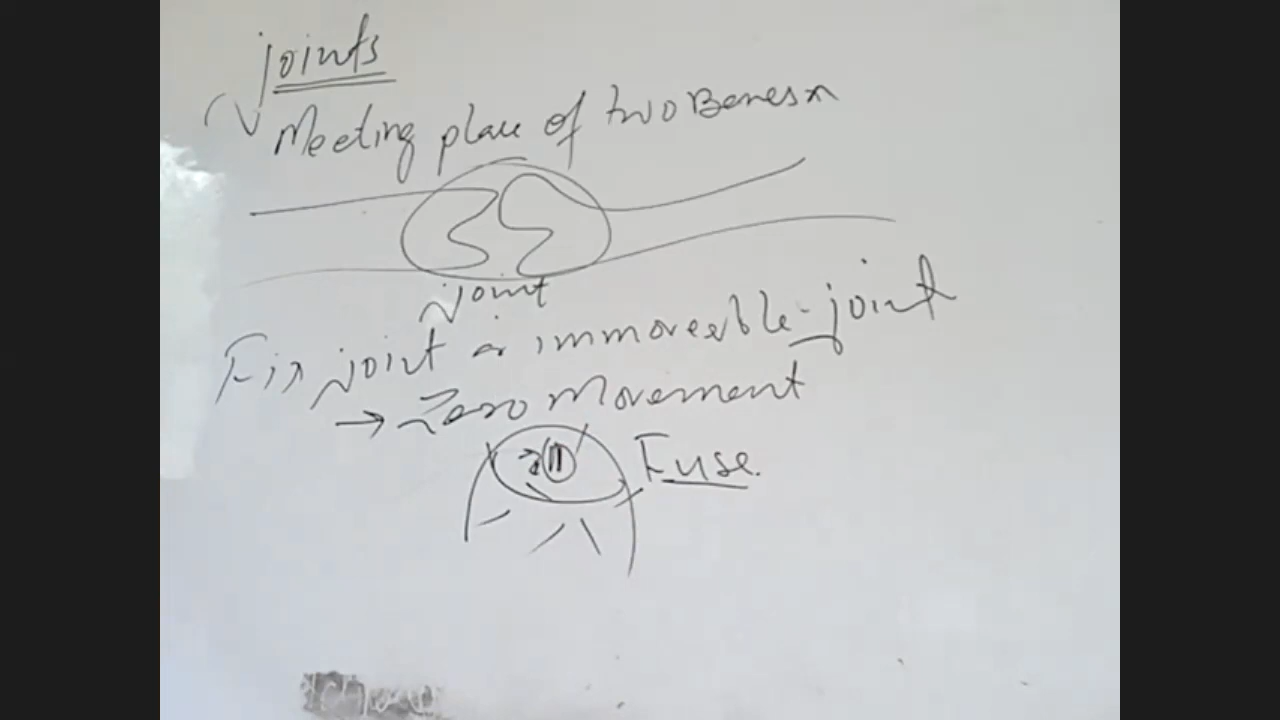 joints
Meeting place of two Bones
joint
Fix joint or immoveable joint
→ Zero Movement
Fuse.